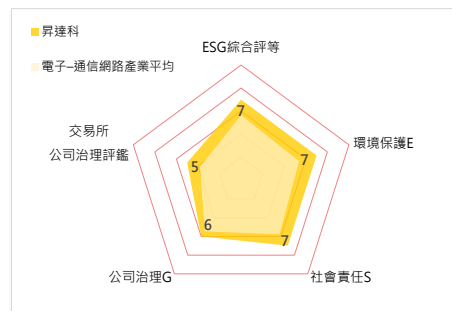 昇達科
電子–通信網路產業平均
ESG綜合評等
7
環境保護E
7
社會責任S
7
公司治理G
6
交易所
公司治理評鑑
5